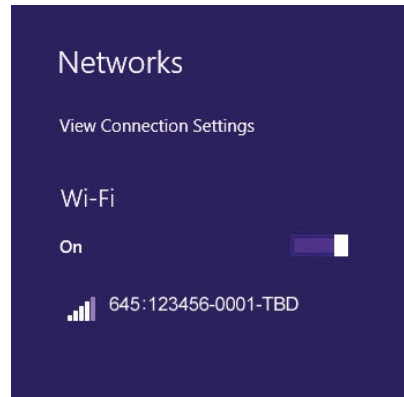 Networks
View Connection Settings
Wi-Fi
On
645:123456-0001-TBD